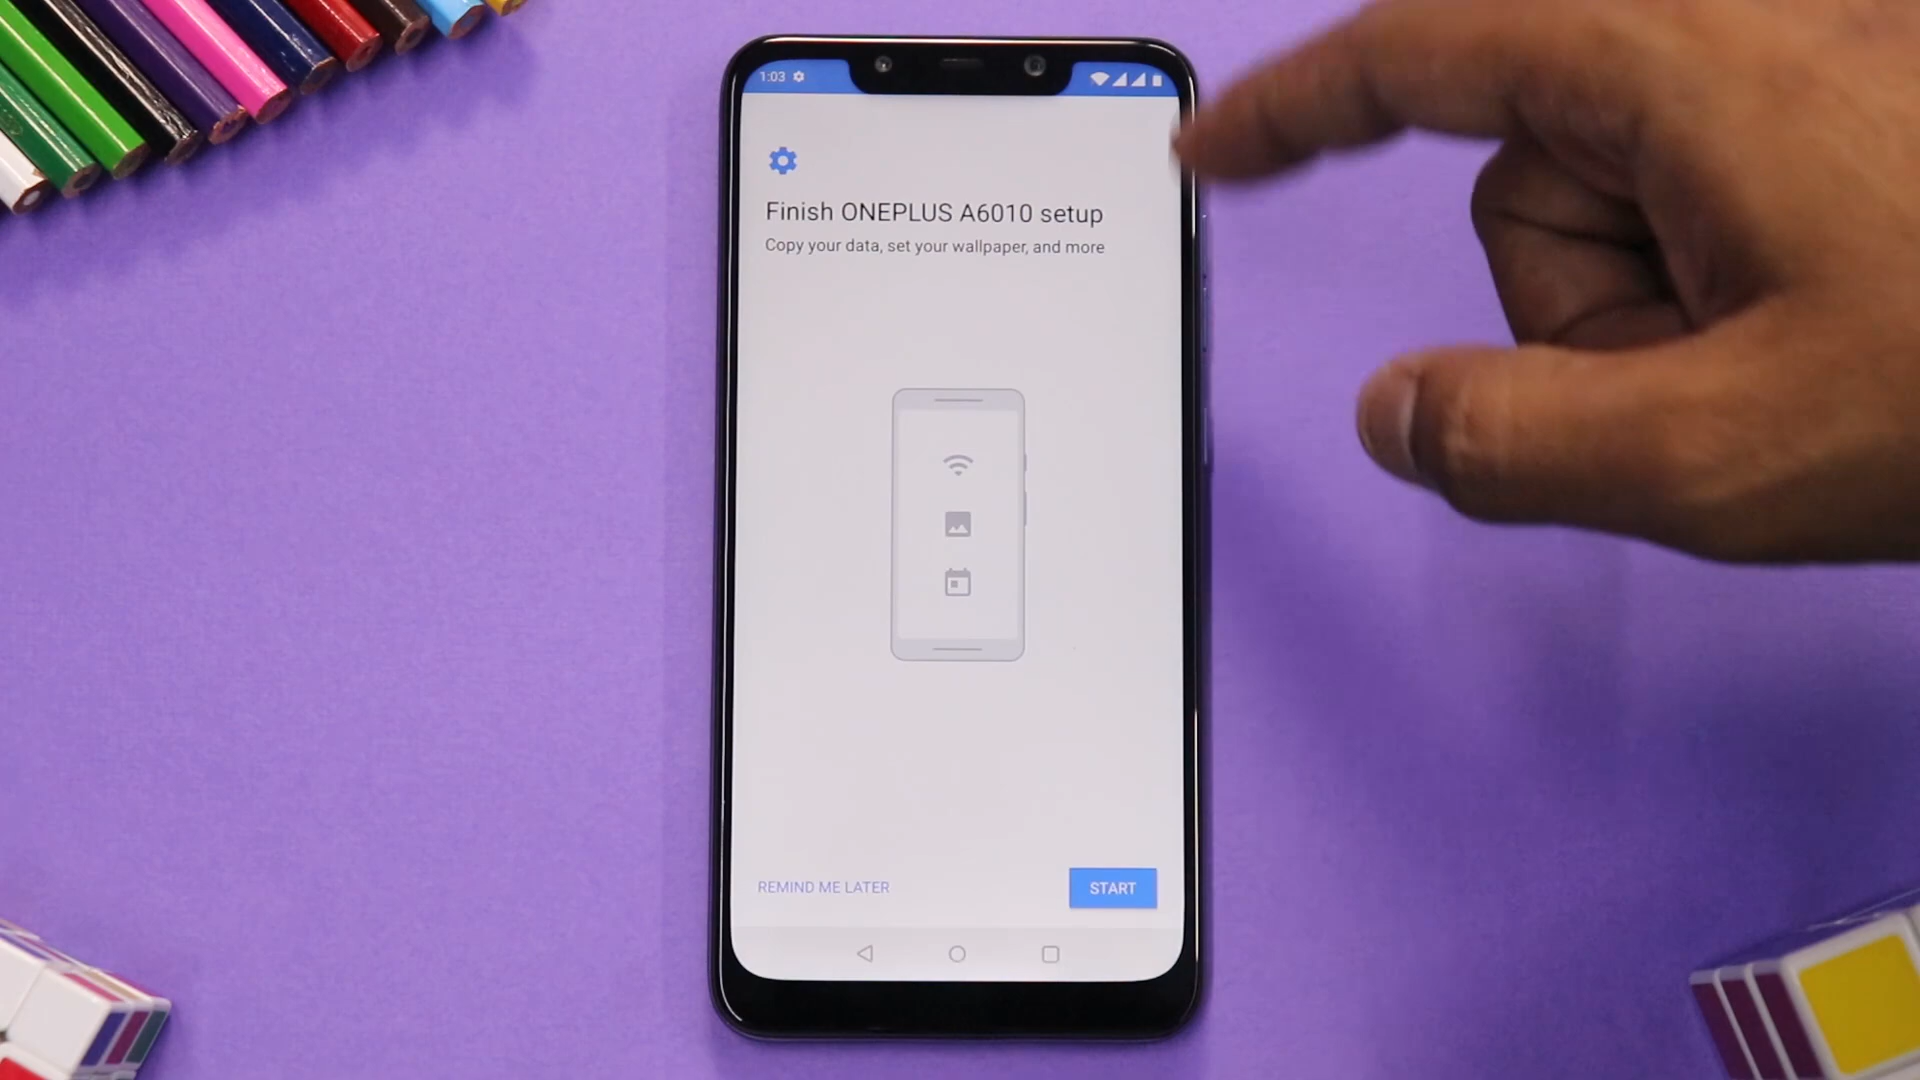 1:03
Finish ONEPLUS A6010 setup
Copy your data, set your wallpaper, and more
REMIND ME LATER
START